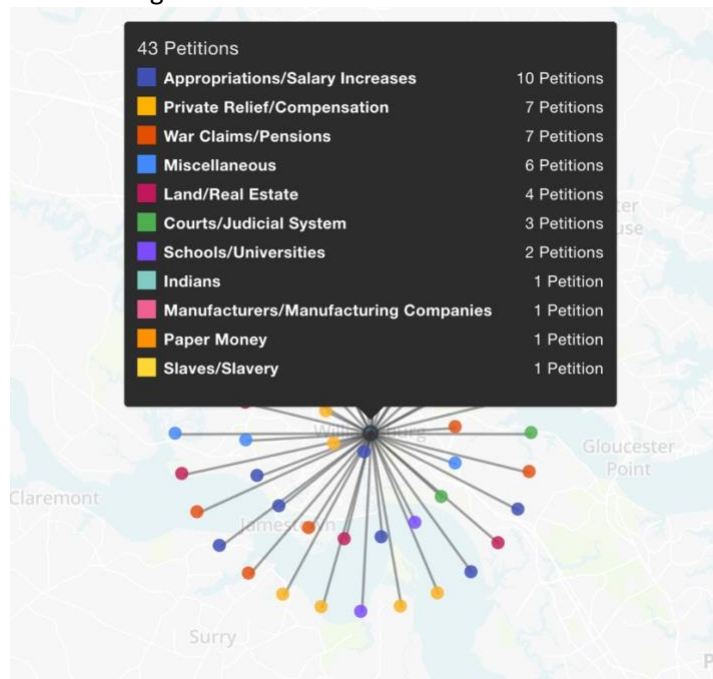 43 Petitions
Appropriations/Salary Increases 10 Petitions
Private Relief/Compensation 7 Petitions
War Claims/Pensions 7 Petitions
Miscellaneous 6 Petitions
Land/Real Estate 4 Petitions
Courts/Judicial System 3 Petitions
Schools/Universities 2 Petitions
Indians 1 Petition
Manufacturers/Manufacturing Companies 1 Petition
Paper Money 1 Petition
Slaves/Slavery 1 Petition
Williamsburg
Gloucester
Point
Claremont
Jamestown
Surry